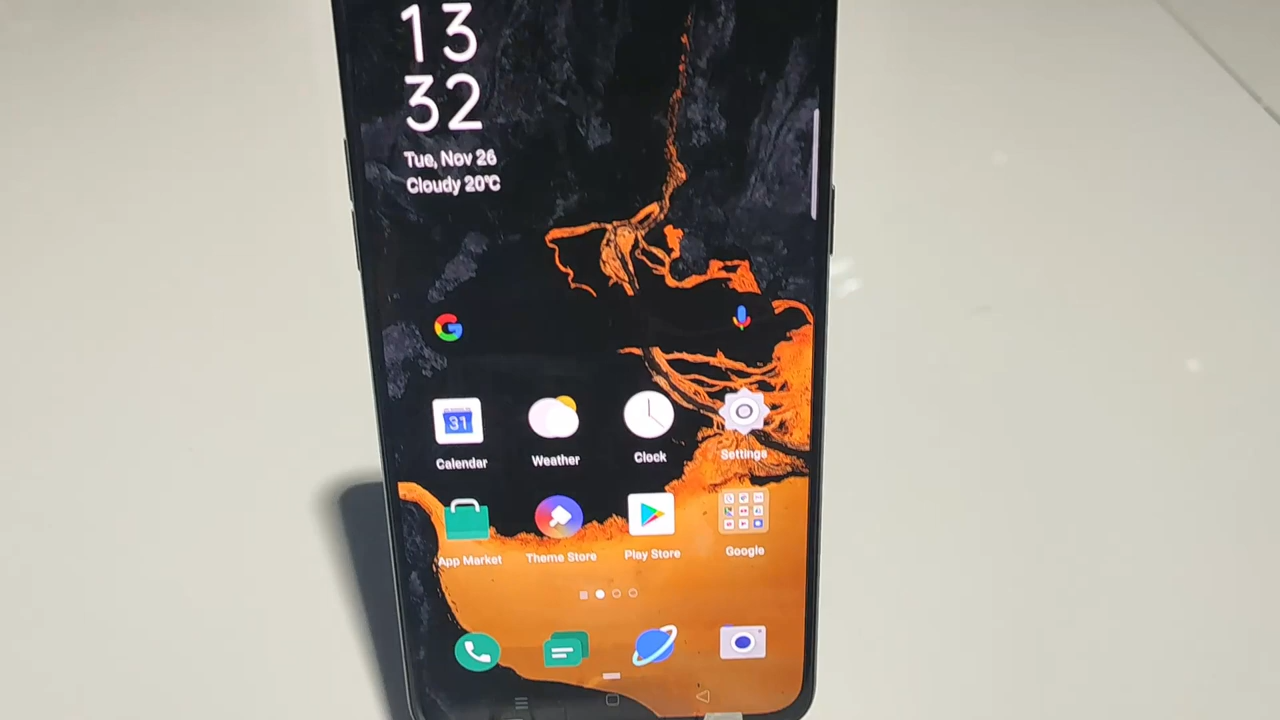 13
32
Tue, Nov 26
Cloudy 20°C
G
31
Calendar
Weather
Clock
Settings
App Market
Theme Store
Play Store
Google